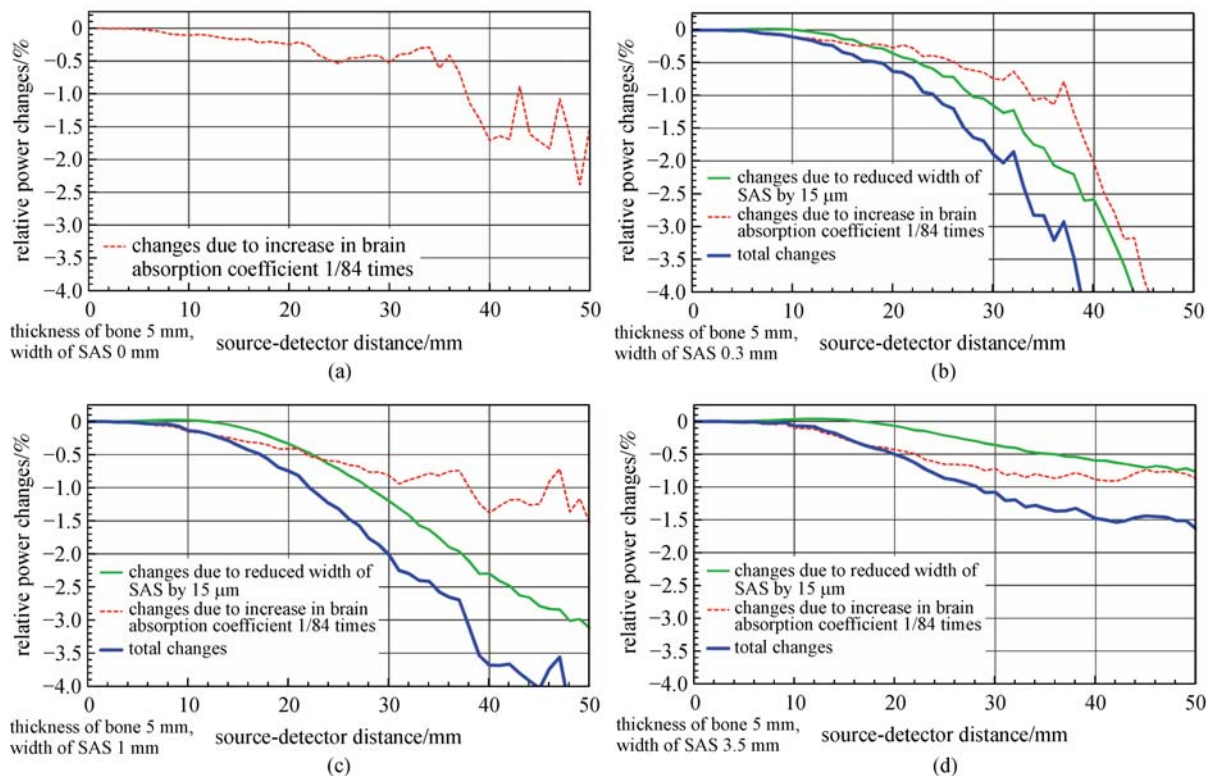 relative power changes/%
0
−0.5
−1.0
−1.5
−2.0
−2.5
−3.0
−3.5
−4.0
changes due to increase in brain
absorption coefficient 1/84 times
0 10 20 30 40 50
thickness of bone 5 mm,
width of SAS 0 mm
source-detector distance/mm
(a)
relative power changes/%
0
−0.5
−1.0
−1.5
−2.0
−2.5
−3.0
−3.5
−4.0
changes due to reduced width of
SAS by 15 μm
changes due to increase in brain
absorption coefficient 1/84 times
total changes
0 10 20 30 40 50
thickness of bone 5 mm,
width of SAS 0.3 mm
source-detector distance/mm
(b)
relative power changes/%
0
−0.5
−1.0
−1.5
−2.0
−2.5
−3.0
−3.5
−4.0
changes due to reduced width of
SAS by 15 μm
changes due to increase in brain
absorption coefficient 1/84 times
total changes
0 10 20 30 40 50
thickness of bone 5 mm,
width of SAS 1 mm
source-detector distance/mm
(c)
relative power changes/%
0
−0.5
−1.0
−1.5
−2.0
−2.5
−3.0
−3.5
−4.0
changes due to reduced width of
SAS by 15 μm
changes due to increase in brain
absorption coefficient 1/84 times
total changes
0 10 20 30 40 50
thickness of bone 5 mm,
width of SAS 3.5 mm
source-detector distance/mm
(d)